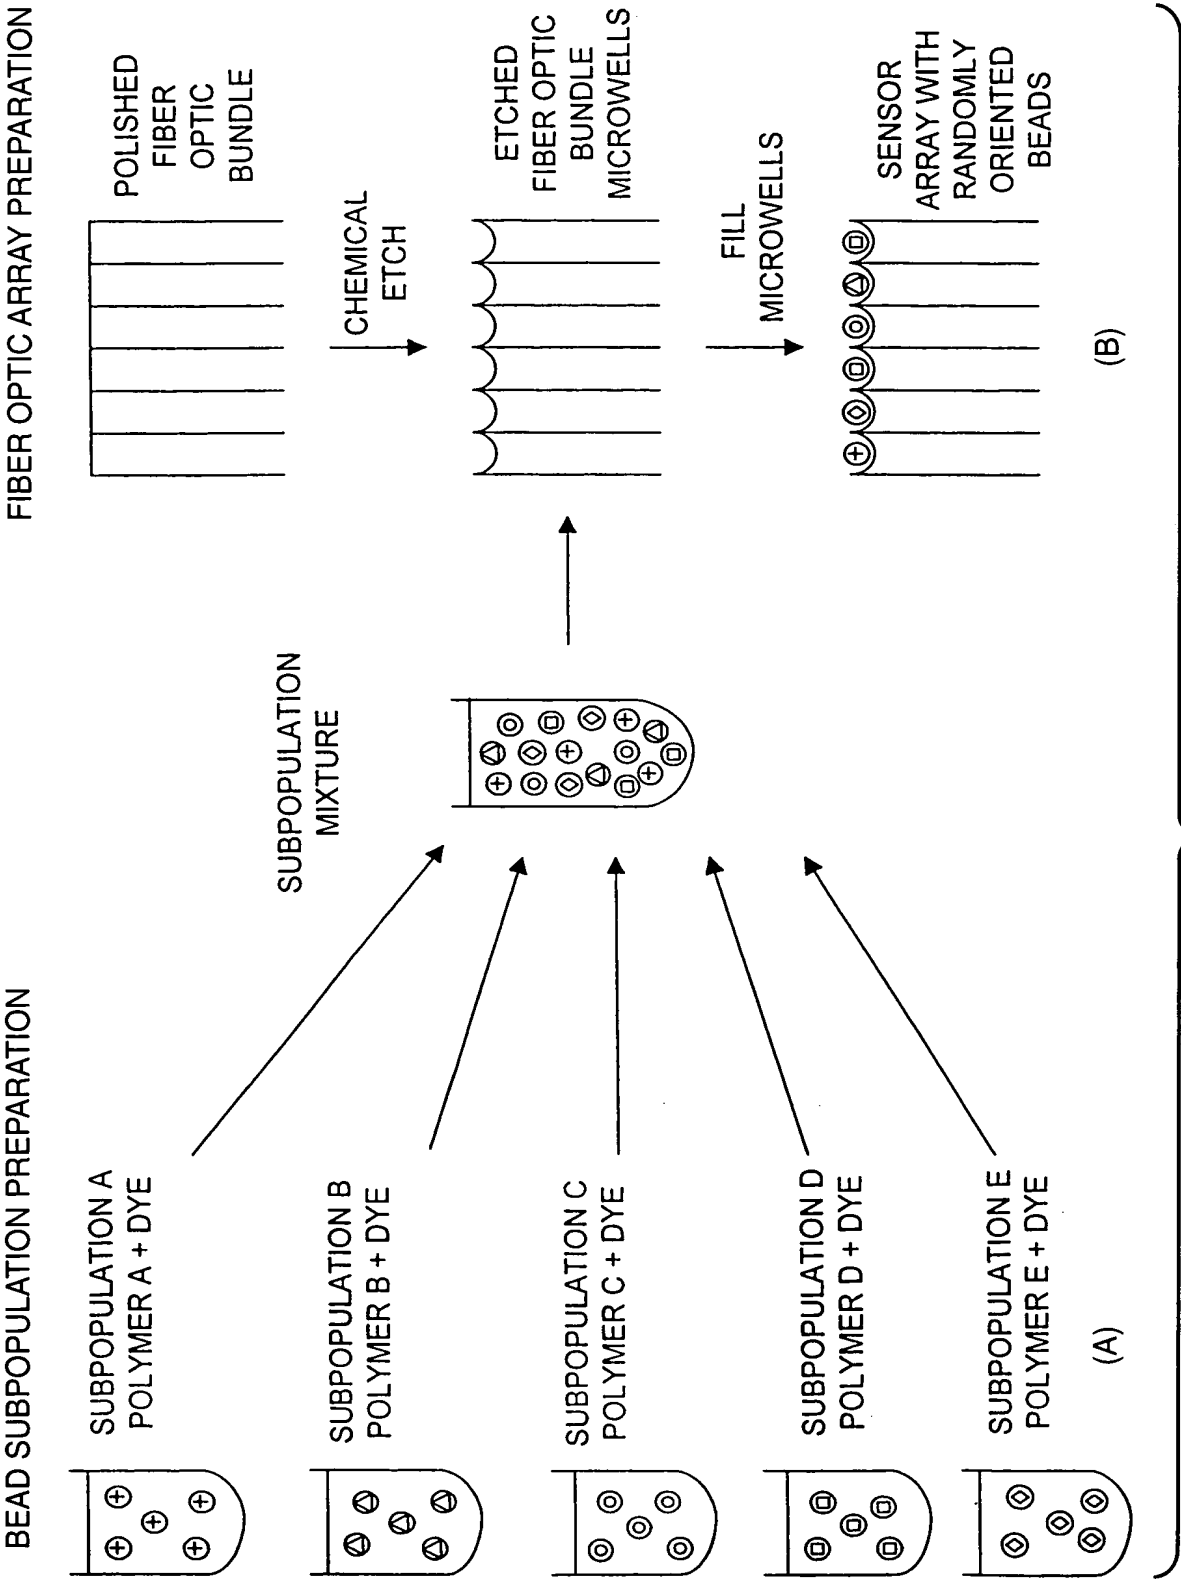 BEAD SUBPOPULATION PREPARATION
SUBPOPULATION A
POLYMER A + DYE
SUBPOPULATION B
POLYMER B + DYE
SUBPOPULATION C
POLYMER C + DYE
SUBPOPULATION D
POLYMER D + DYE
SUBPOPULATION E
POLYMER E + DYE
(A)
SUBPOPULATION
MIXTURE
FIBER OPTIC ARRAY PREPARATION
POLISHED
FIBER
OPTIC
BUNDLE
CHEMICAL
ETCH
ETCHED
FIBER OPTIC
BUNDLE
MICROWELLS
FILL
MICROWELLS
SENSOR
ARRAY WITH
RANDOMLY
ORIENTED
BEADS
(B)